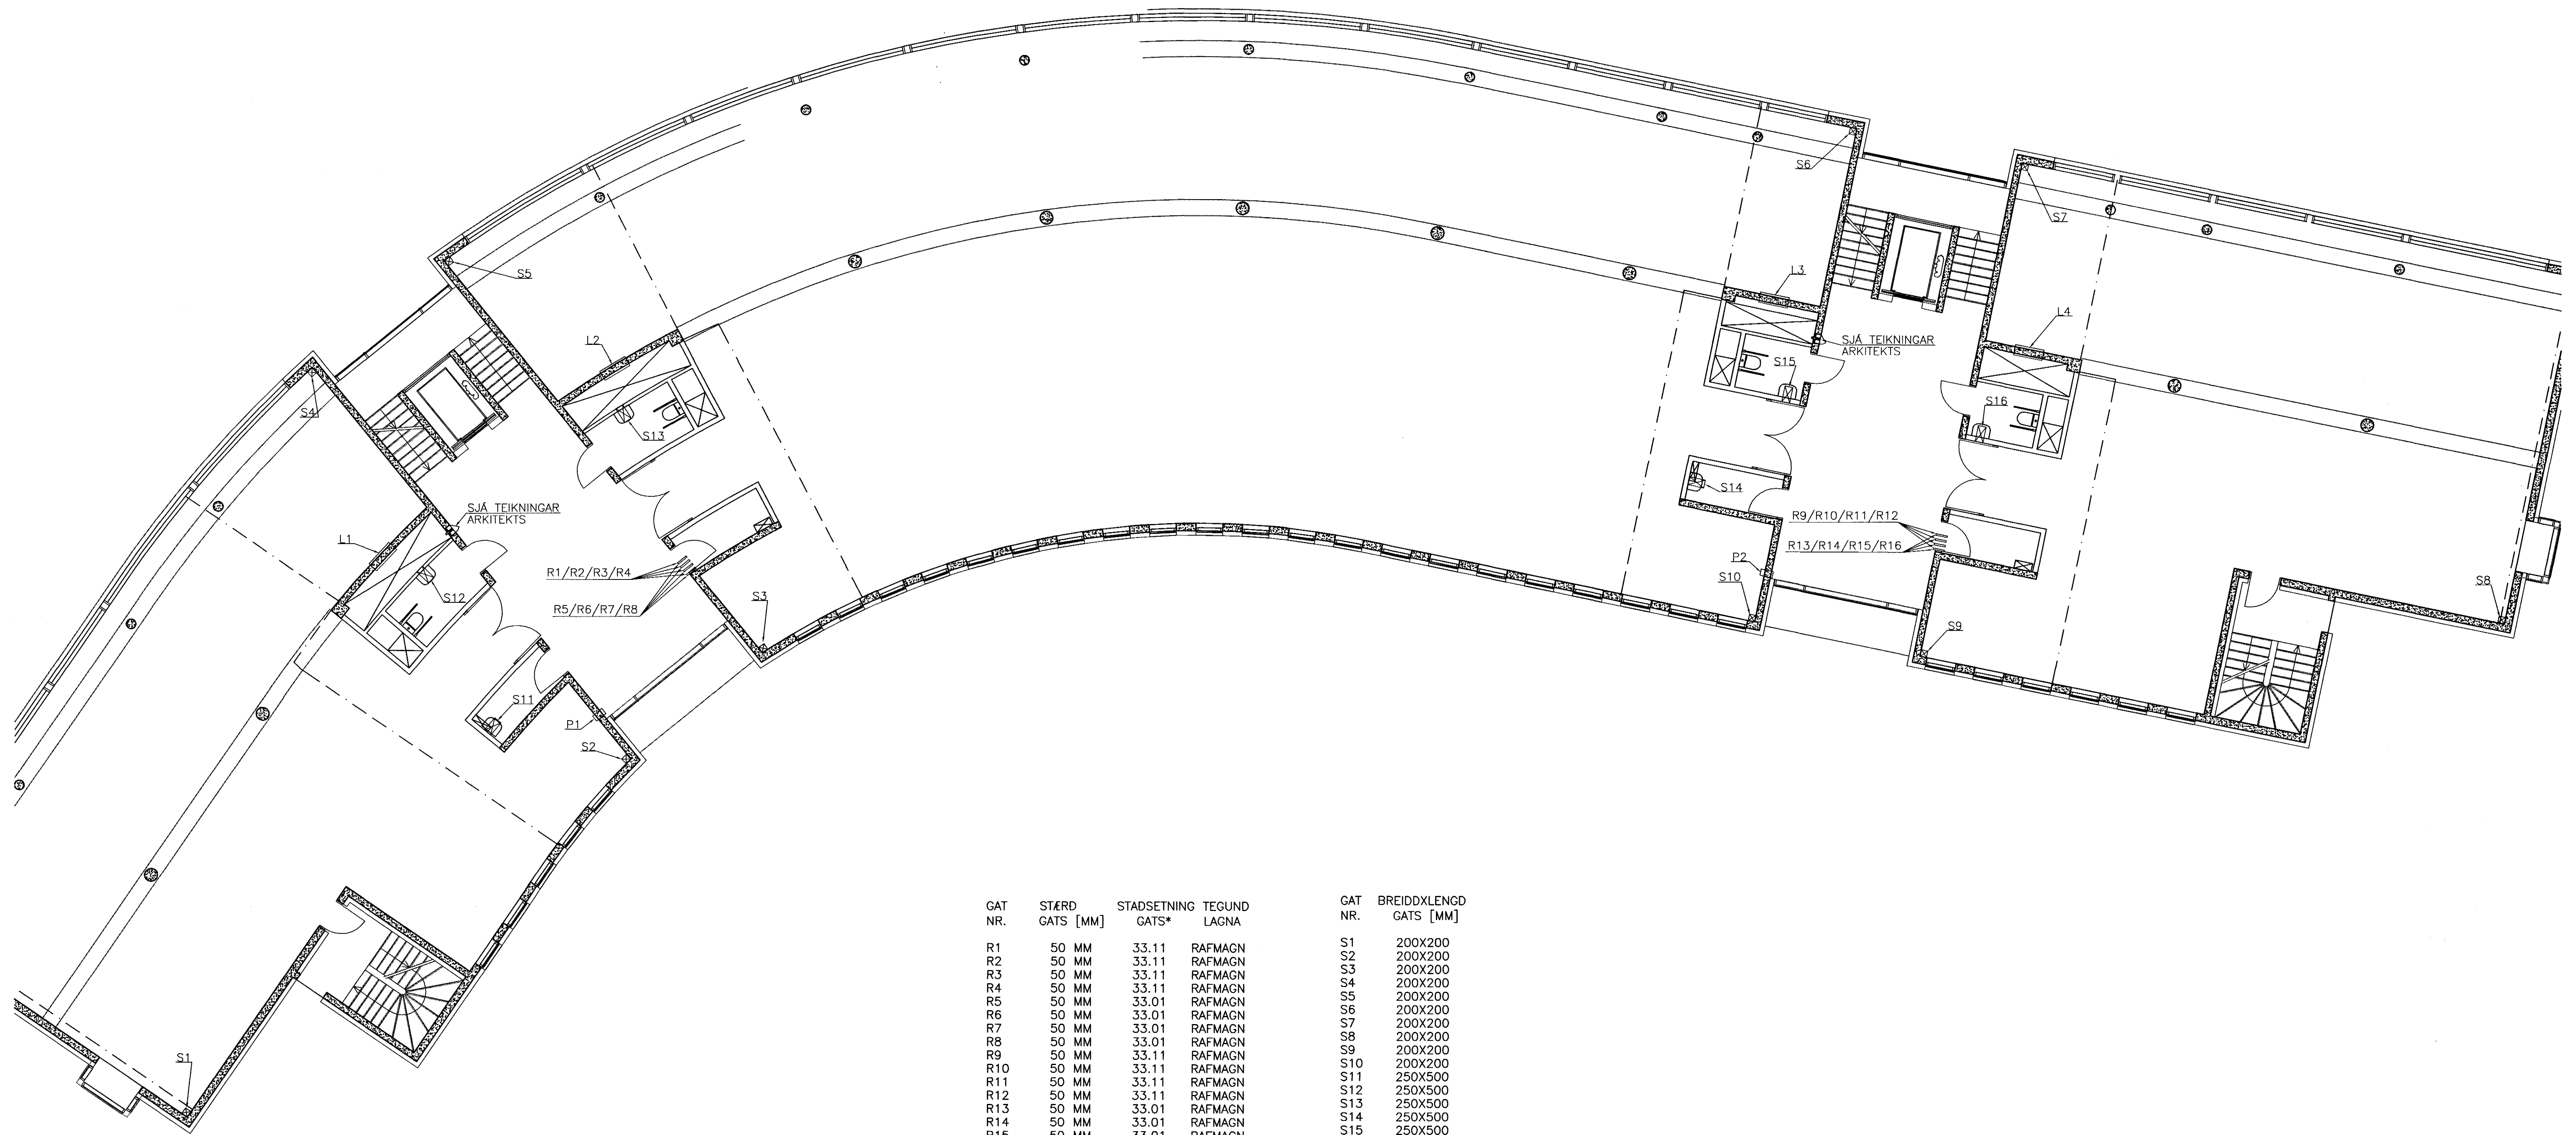 S6
S7
S5
L3
L4
L2
SJÁ TEIKNINGAR
ARKITEKTS
S15
S4
S13
S16
S14
SJÁ TEIKNINGAR
ARKITEKTS
L1
R9/R10/R11/R12
R13/R14/R15/R16
R1/R2/R3/R4
R5/R6/R7/R8
P2
S10
S8
S12
S3
S9
S11
P1
S2
S1
GAT STÆRD STADSETNING TEGUND
NR. GATS [MM] GATS* LAGNA
R1 50 MM 33.11 RAFMAGN
R2 50 MM 33.11 RAFMAGN
R3 50 MM 33.11 RAFMAGN
R4 50 MM 33.11 RAFMAGN
R5 50 MM 33.01 RAFMAGN
R6 50 MM 33.01 RAFMAGN
R7 50 MM 33.01 RAFMAGN
R8 50 MM 33.01 RAFMAGN
R9 50 MM 33.11 RAFMAGN
R10 50 MM 33.11 RAFMAGN
R11 50 MM 33.11 RAFMAGN
R12 50 MM 33.11 RAFMAGN
R13 50 MM 33.01 RAFMAGN
R14 50 MM 33.01 RAFMAGN
R15 50 MM 33.01 RAFMAGN
GAT BREIDDXLENGD
NR. GATS [MM]
S1 200X200
S2 200X200
S3 200X200
S4 200X200
S5 200X200
S6 200X200
S7 200X200
S8 200X200
S9 200X200
S10 200X200
S11 250X500
S12 250X500
S13 250X500
S14 250X500
S15 250X500